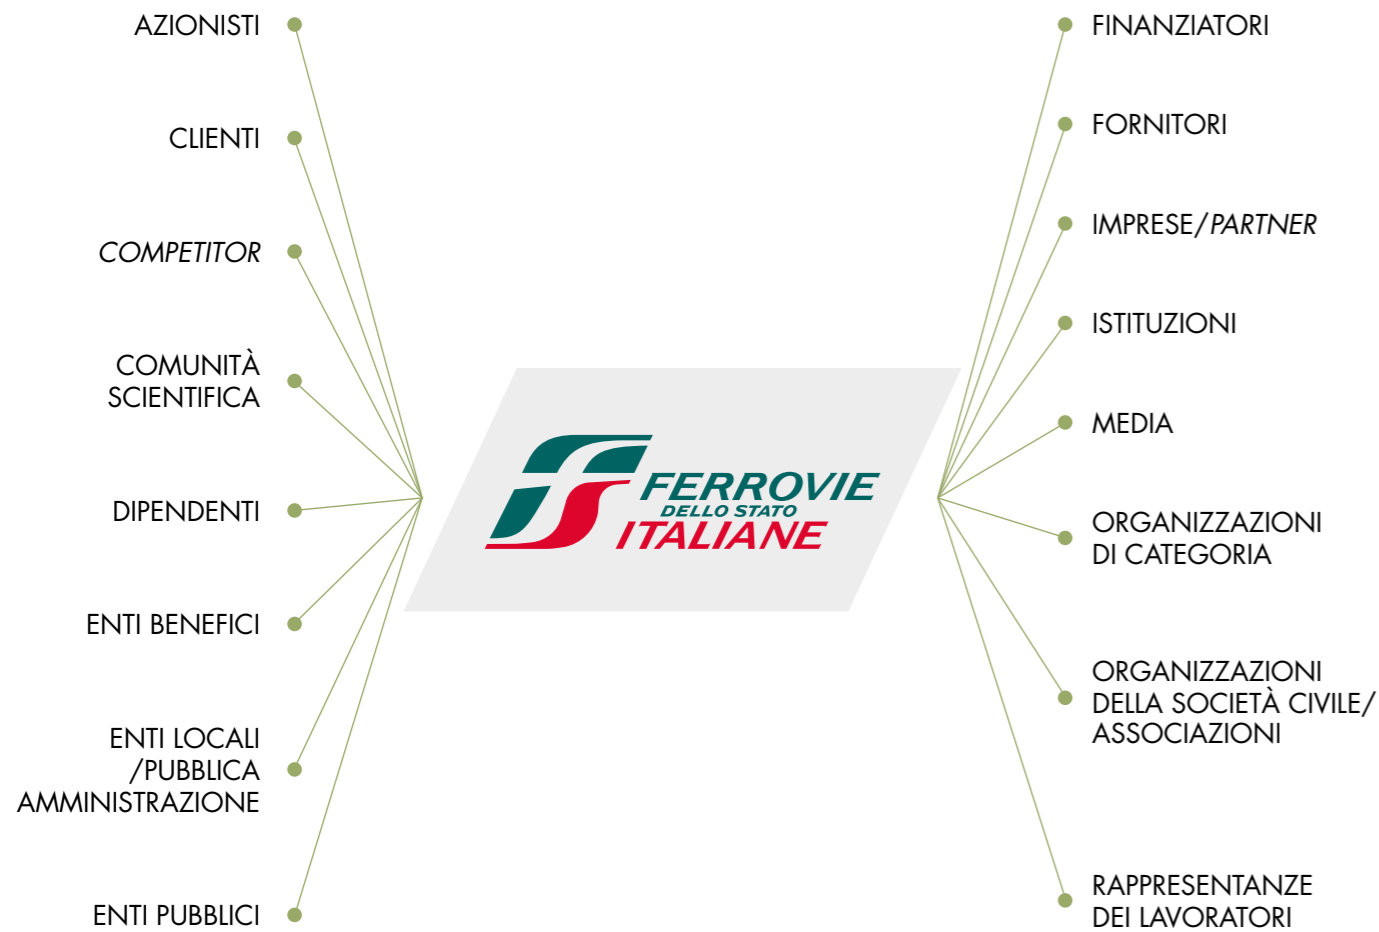 AZIONISTI
CLIENTI
COMPETITOR
COMUNITÀ
SCIENTIFICA
DIPENDENTI
ENTI BENEFICI
ENTI LOCALI
/PUBBLICA
AMMINISTRAZIONE
ENTI PUBBLICI
FERROVIE
DELLO STATO
ITALIANE
FINANZIATORI
FORNITORI
IMPRESE/PARTNER
ISTITUZIONI
MEDIA
ORGANIZZAZIONI
DI CATEGORIA
ORGANIZZAZIONI
DELLA SOCIETÀ CIVILE/
ASSOCIAZIONI
RAPPRESENTANZE
DEI LAVORATORI